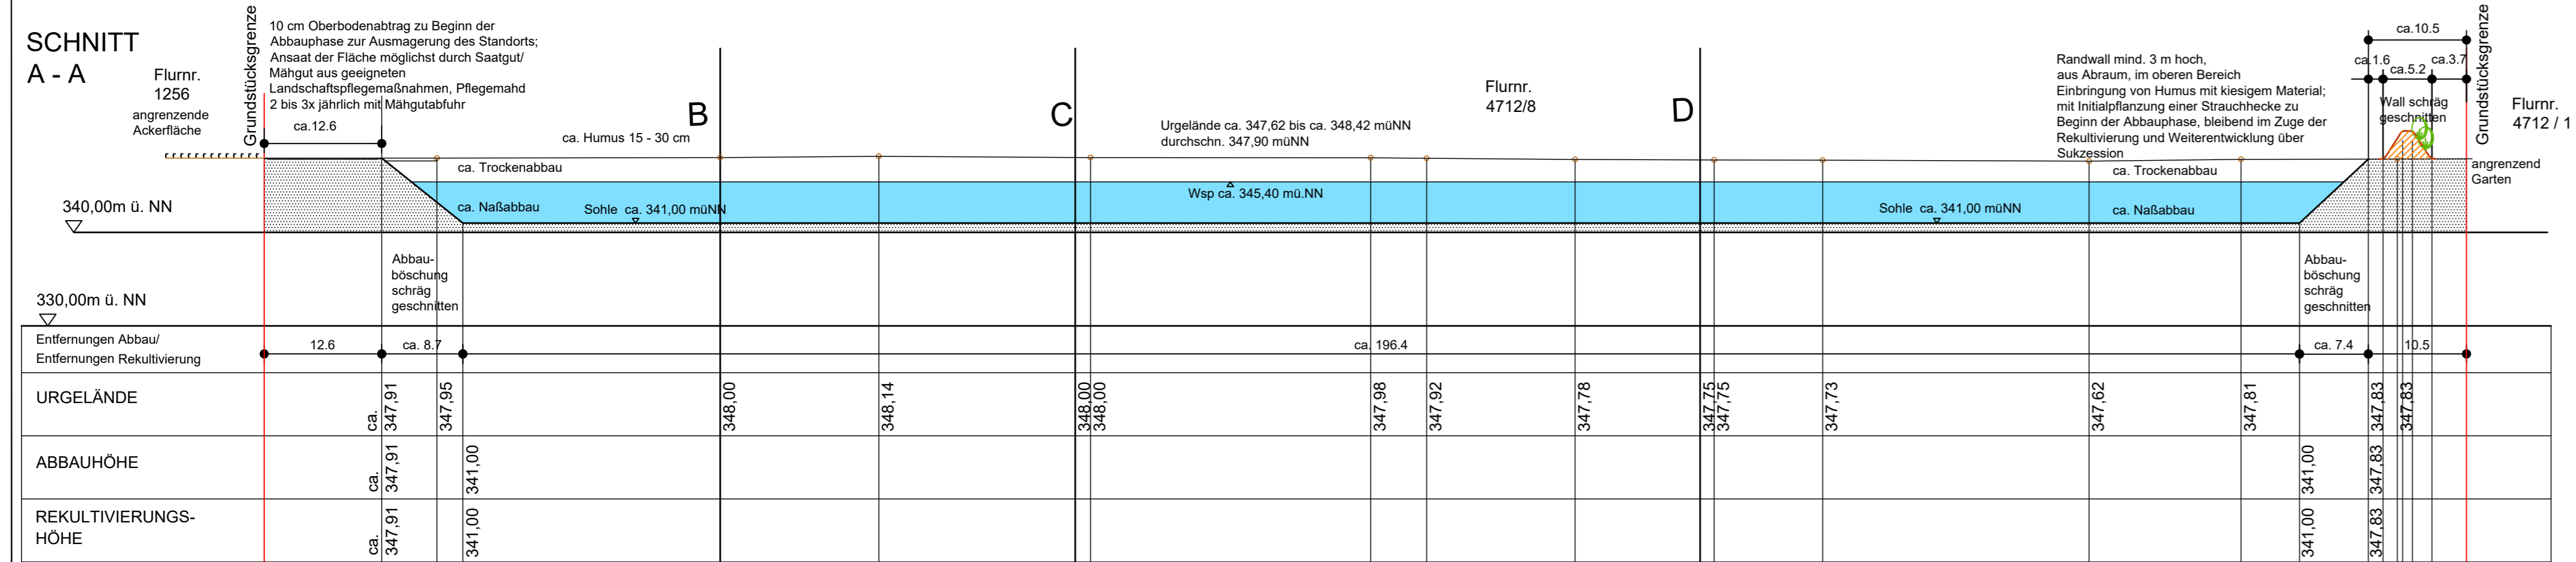 SCHNITT
A - A
Flurnr.
1256
angrenzende
Ackerfläche
Grundstücksgrenze
10 cm Oberbodenabtrag zu Beginn der
Abbauphase zur Ausmagerung des Standorts;
Ansaat der Fläche möglichst durch Saatgut/
Mähgut aus geeigneten
Landschaftspflegemaßnahmen, Pflegemahd
2 bis 3x jährlich mit Mähgutabfuhr
ca.12.6
B
C
D
ca. Humus 15 - 30 cm
Urgelände ca. 347,62 bis ca. 348,42 müNN
durchschn. 347,90 müNN
Flurnr.
4712/8
Randwall mind. 3 m hoch,
aus Abraum, im oberen Bereich
Einbringung von Humus mit kiesigem Material;
mit Initialpflanzung einer Strauchhecke zu
Beginn der Abbauphase, bleibend im Zuge der
Rekultivierung und Weiterentwicklung über
Sukzession
ca.10.5
ca.1.6
ca.5.2
ca.3.7
Wall schräg
geschnitten
Grundstücksgrenze
Flurnr.
4712 / 1
angrenzend
Garten
ca. Trockenabbau
ca. Trockenabbau
Wsp ca. 345,40 mü.NN
ca. Naßabbau
Sohle ca. 341,00 müNN
Sohle ca. 341,00 müNN
ca. Naßabbau
340,00m ü. NN
Abbau-
böschung
schräg
geschnitten
Abbau-
böschung
schräg
geschnitten
330,00m ü. NN
Entfernungen Abbau/
Entfernungen Rekultivierung
12.6
ca. 8.7
ca. 196.4
ca. 7.4
10.5
URGELÄNDE
ca.
347,91
347,95
348,00
348,14
348,00
348,00
347,98
347,92
347,78
347,75
347,75
347,73
347,62
347,81
347,83
347,83
ABBAUHÖHE
ca.
347,91
341,00
341,00
347,83
REKULTIVIERUNGS-
HÖHE
ca.
347,91
341,00
341,00
347,83